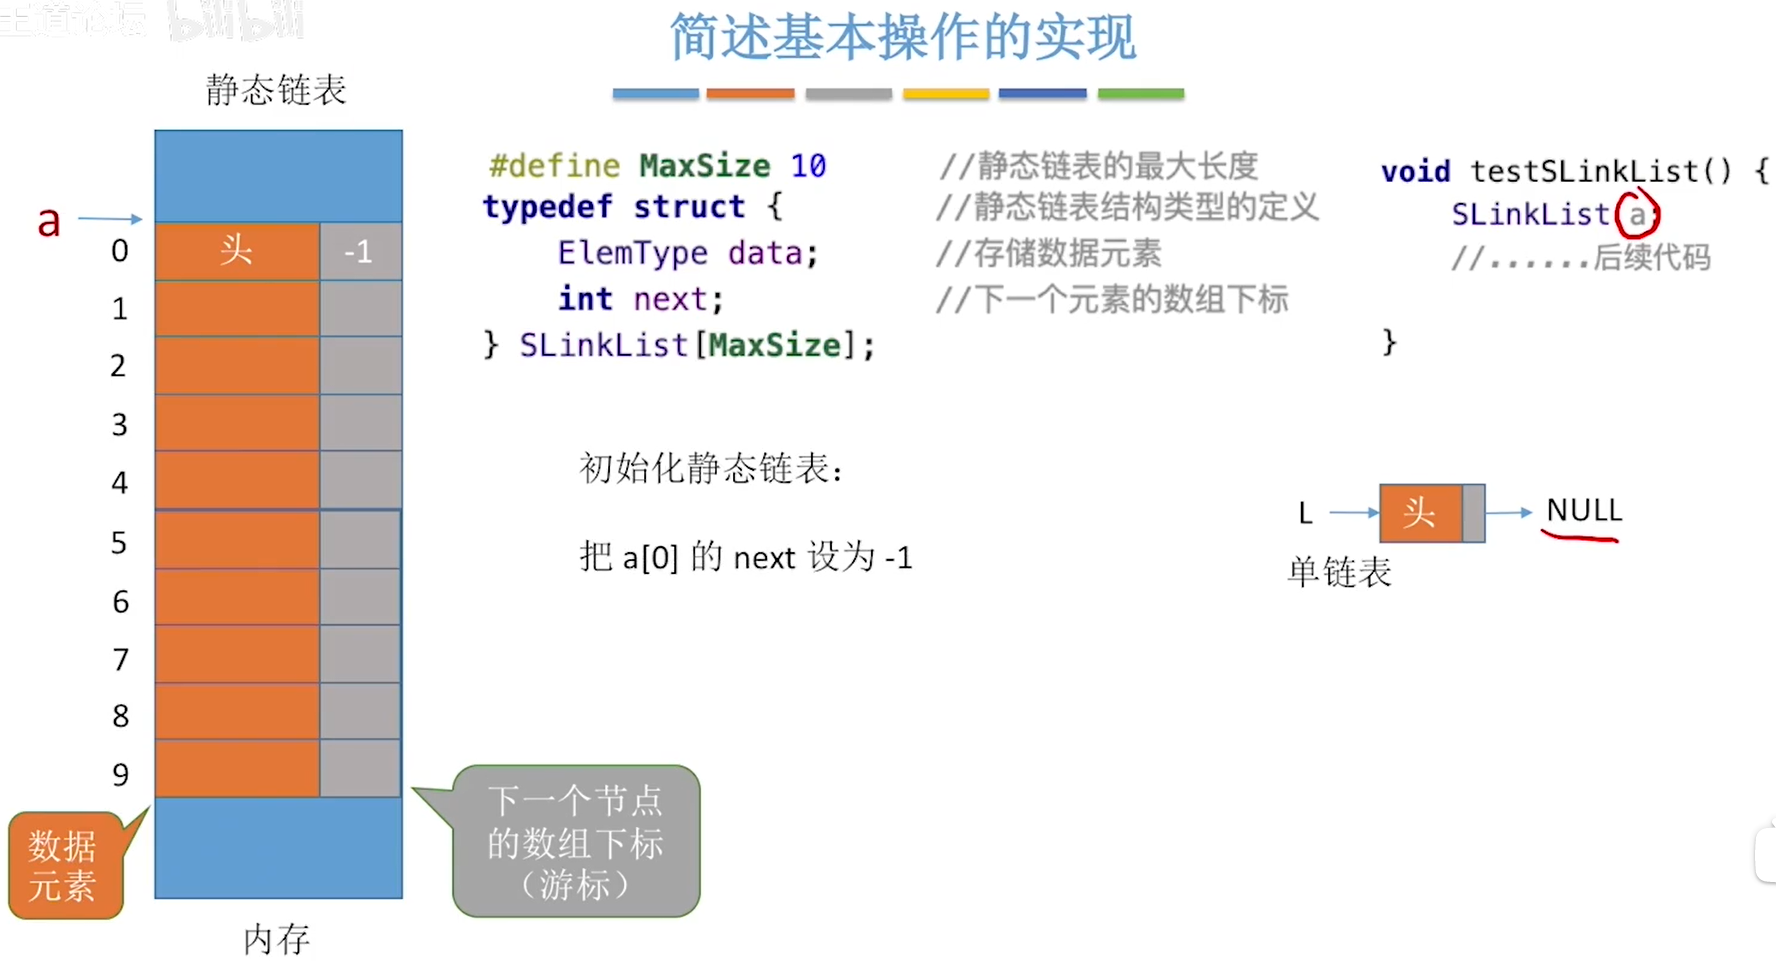 王道论坛 bilibili
简述基本操作的实现
静态链表
a
头 -1
0
1
2
3
4
5
6
7
8
9
数据
元素
下一个节点
的数组下标
（游标）
内存
#define MaxSize 10 //静态链表的最大长度
typedef struct { //静态链表结构类型的定义
ElemType data; //存储数据元素
int next; //下一个元素的数组下标
} SLinkList[MaxSize];
void testSLinkList() {
SLinkList a;
//......后续代码
}
初始化静态链表：
把 a[0] 的 next 设为 -1
L 头 NULL
单链表